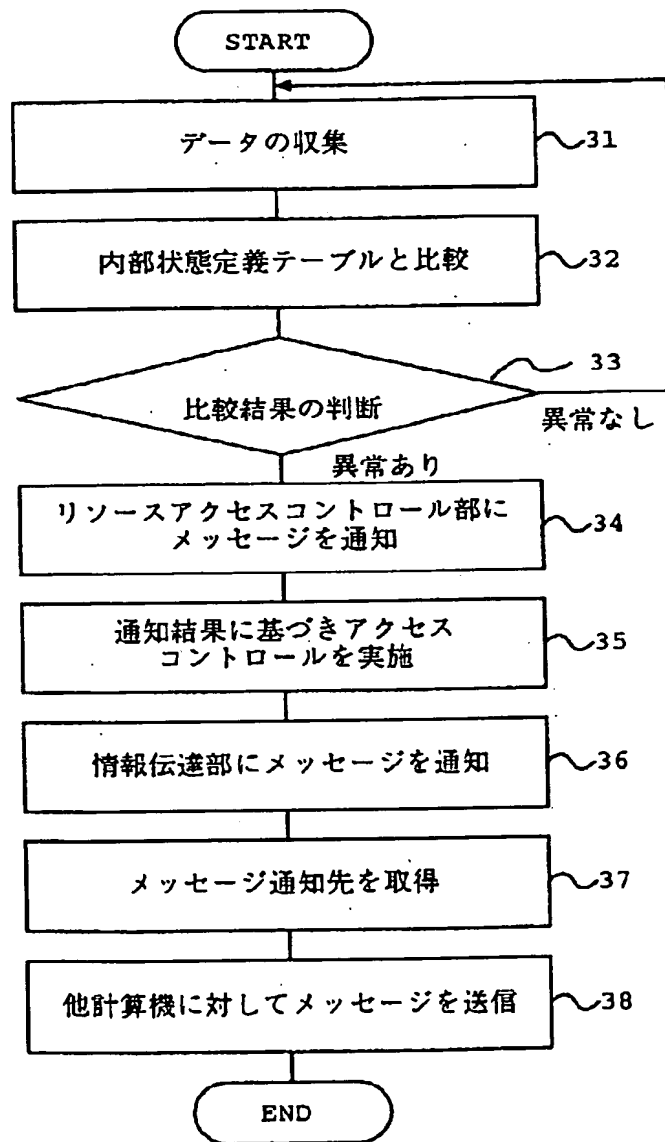 START
データの収集
31
内部状態定義テーブルと比較
32
33
比較結果の判断
異常なし
異常あり
リソースアクセスコントロール部に
メッセージを通知
34
通知結果に基づきアクセス
コントロールを実施
35
情報伝達部にメッセージを通知
36
メッセージ通知先を取得
37
他計算機に対してメッセージを送信
38
END